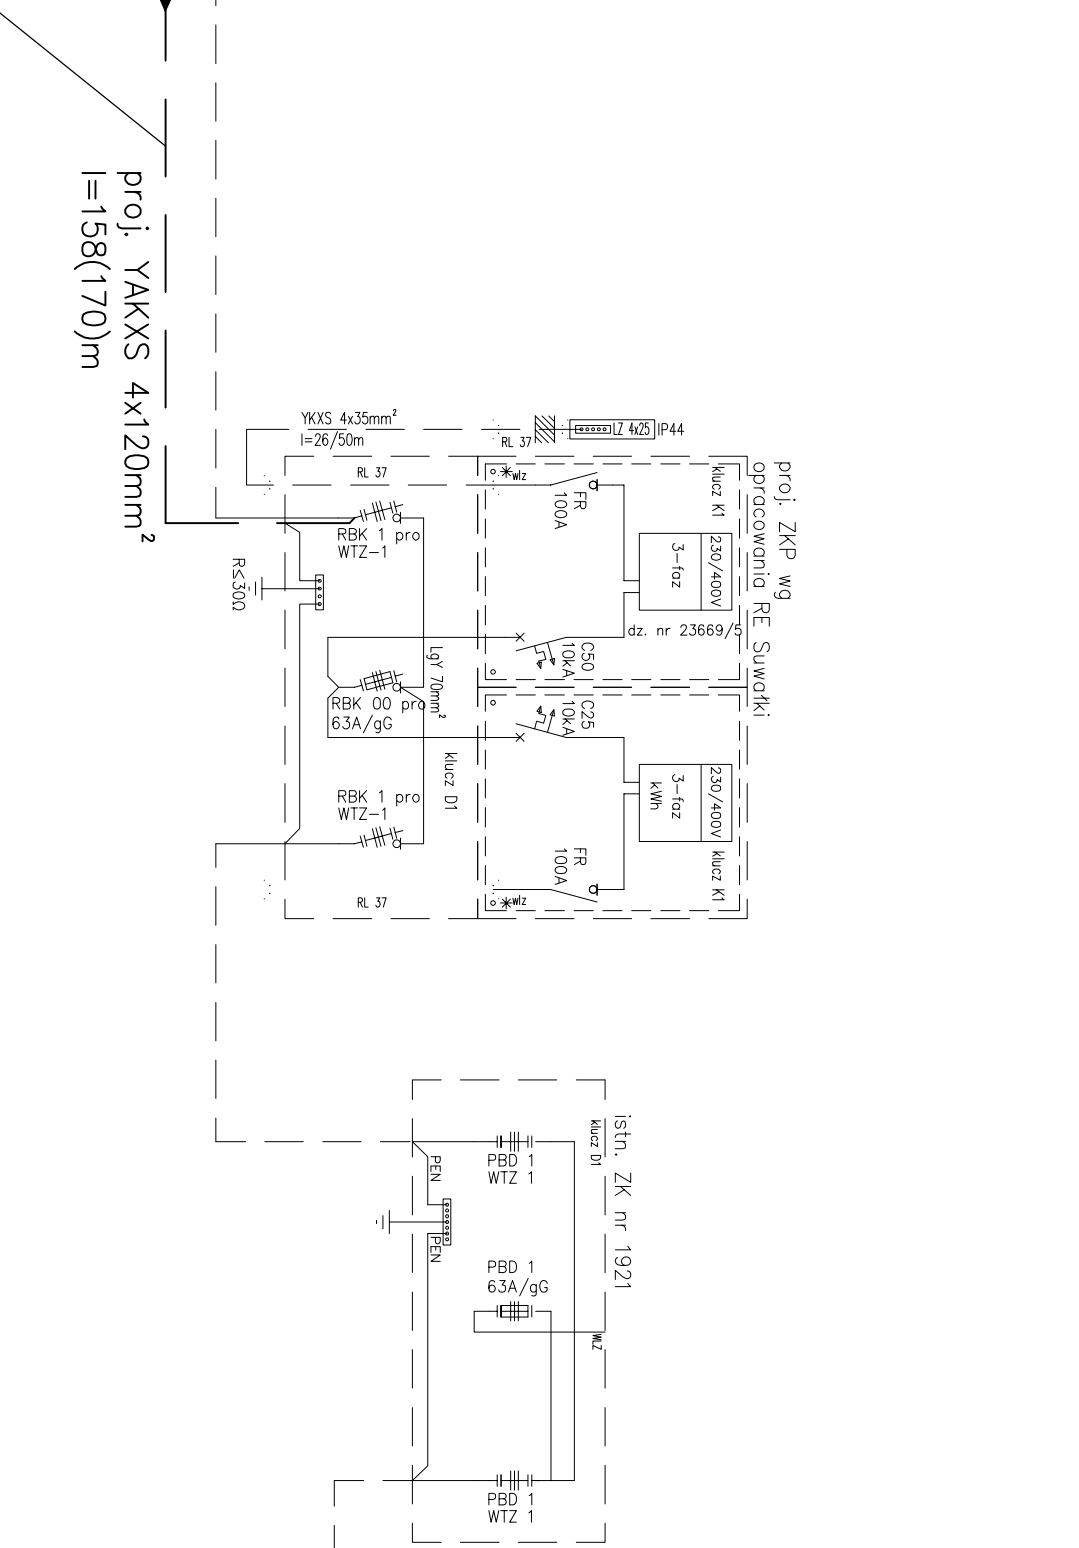 proj. YAKXS 4x120mm²
l=158(170)m
YKXS 4x35mm²
l=26/50m
RL 37
LZ 4x25
IP44
RL 37
wlz
klucz K1
FR
100A
proj. ZKP wg
opracowania RE Suwałki
230/400V
3-faz
dz. nr 23669/5
RBK 1 pro
WTZ-1
R≤30Ω
C50
10kA
LgY 70mm²
RBK 00 pro
63A/gG
C25
10kA
klucz D1
230/400V
3-faz
kWh
klucz K1
RBK 1 pro
WTZ-1
FR
100A
RL 37
wlz
istn. ZK nr 1921
klucz D1
PBD 1
WTZ 1
PEN
PEN
PBD 1
63A/gG
WLZ
PBD 1
WTZ 1